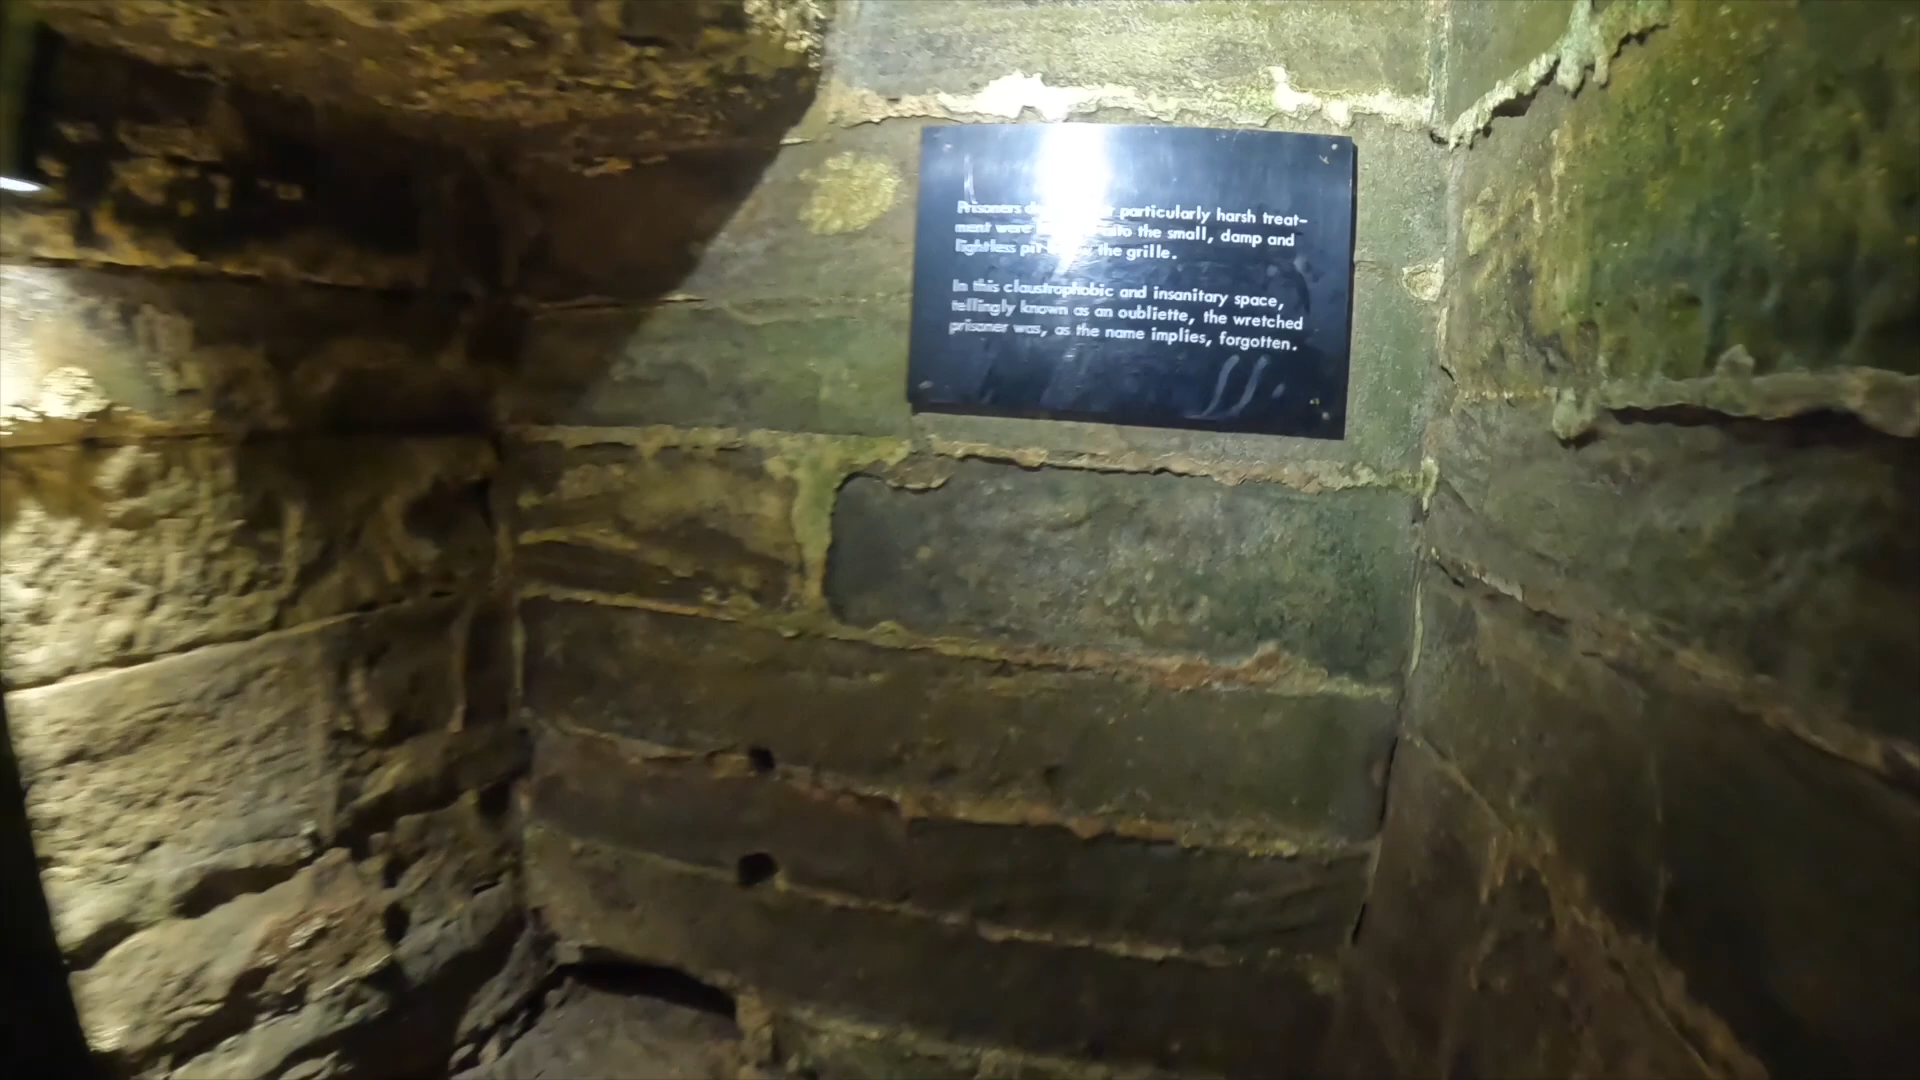 Prisoners particularly harsh treat-
ment were into the small, damp and
lightless pit the grille.
In this claustrophobic and insanitary space,
tellingly known as an oubliette, the wretched
prisoner was, as the name implies, forgotten.